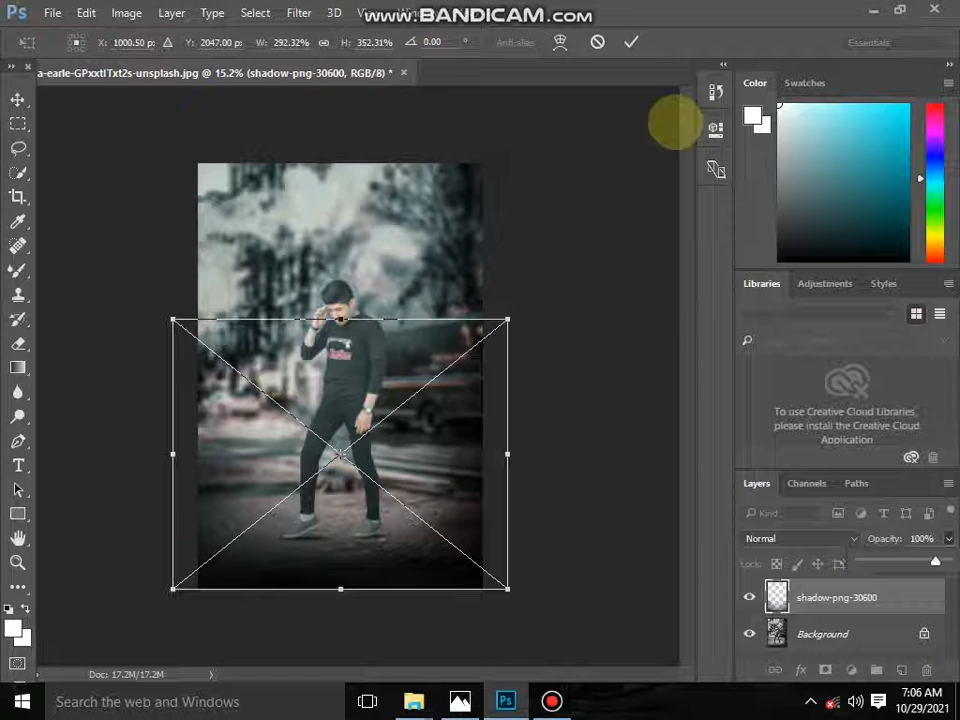 Ps File Edit Image Layer Type Select Filter 3D
www.BANDICAM.com
X: 1000.50 p: Y: 2047.00 p: W: 292.32% H: 352.31% 0.00 ° Anti-alias: Essentials
a-earle-GPxxtITxt2s-unsplash.jpg @ 15.2% (shadow-png-30600, RGB/8) *
Color Swatches
Libraries Adjustments Styles
To use Creative Cloud Libraries,
please install the Creative Cloud
Application
Layers Channels Paths
Kind
Normal Opacity: 100%
Lock:
shadow-png-30600
Background
Doc: 17.2M/17.2M
Search the web and Windows
Ps
7:06 AM
10/29/2021